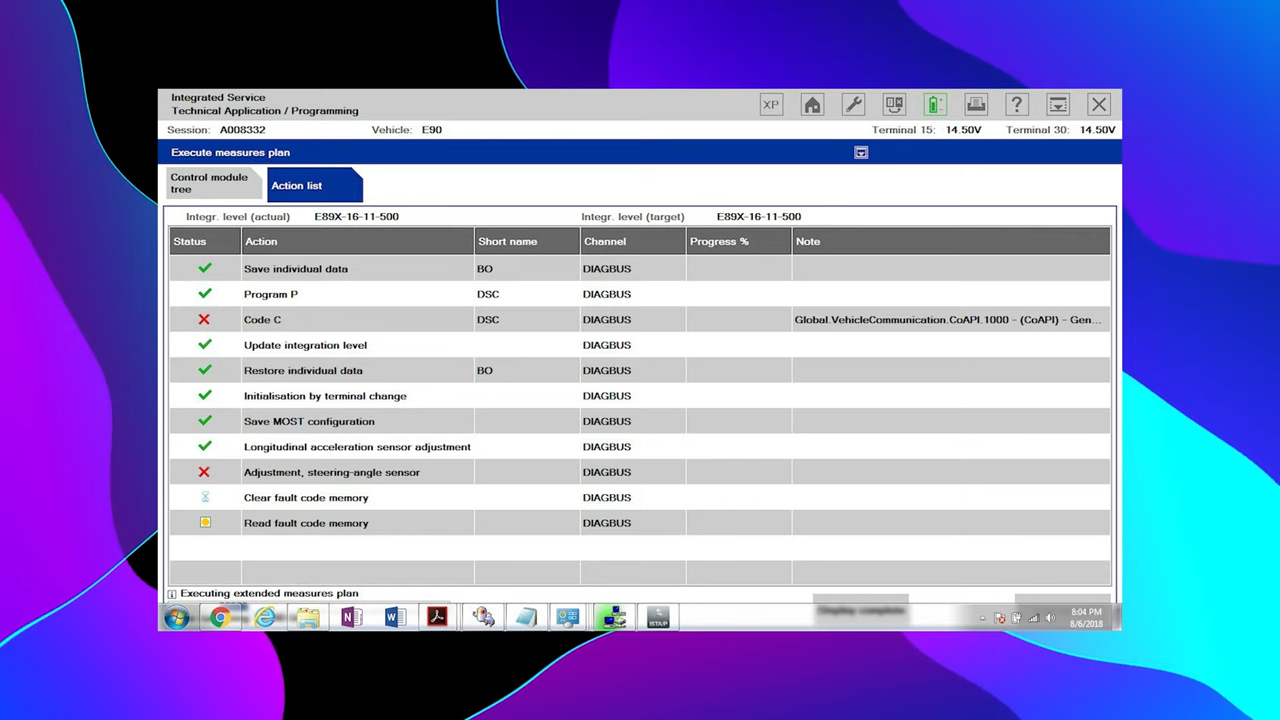 Integrated Service
Technical Application / Programming
XP
?
Session: A008332 Vehicle: E90 Terminal 15: 14.50V Terminal 30: 14.50V
Execute measures plan
Control module
tree
Action list
Integr. level (actual) E89X-16-11-500 Integr. level (target) E89X-16-11-500
Status Action Short name Channel Progress % Note
Save individual data BO DIAGBUS
Program P DSC DIAGBUS
Code C DSC DIAGBUS Global.VehicleCommunication.CoAPI.1000 - (CoAPI) - Gen...
Update integration level DIAGBUS
Restore individual data BO DIAGBUS
Initialisation by terminal change DIAGBUS
Save MOST configuration DIAGBUS
Longitudinal acceleration sensor adjustment DIAGBUS
Adjustment, steering-angle sensor DIAGBUS
Clear fault code memory DIAGBUS
Read fault code memory DIAGBUS
Executing extended measures plan
Display complete
ISTA/P
8:04 PM
8/6/2018